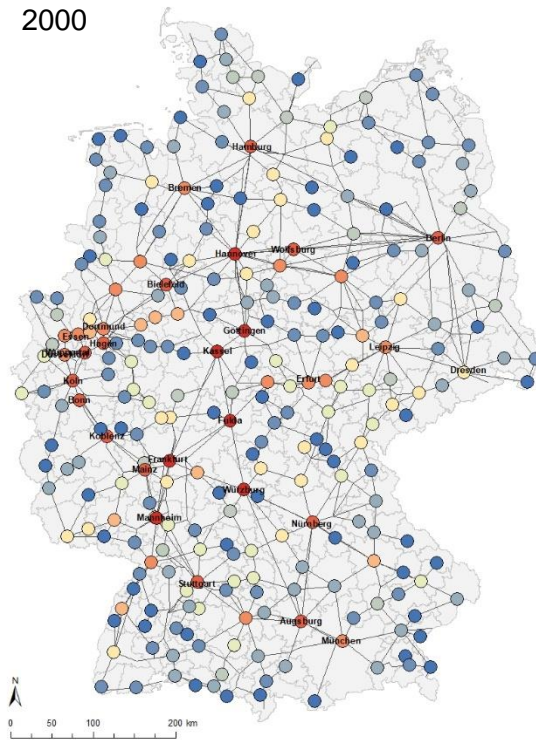 2000
Hamburg
Bremen
Berlin
Hannover
Wolfsburg
Bielefeld
Dortmund
Göttingen
Essen
Hagen
Kassel
Leipzig
Dresden
Köln
Erfurt
Bonn
Fulda
Koblenz
Frankfurt
Mainz
Würzburg
Mannheim
Nürnberg
Stuttgart
Augsburg
München
N
0 50 100 200 km